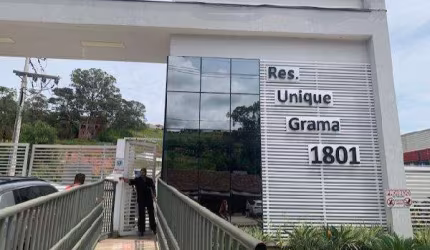 Res.
Unique
Grama
1801